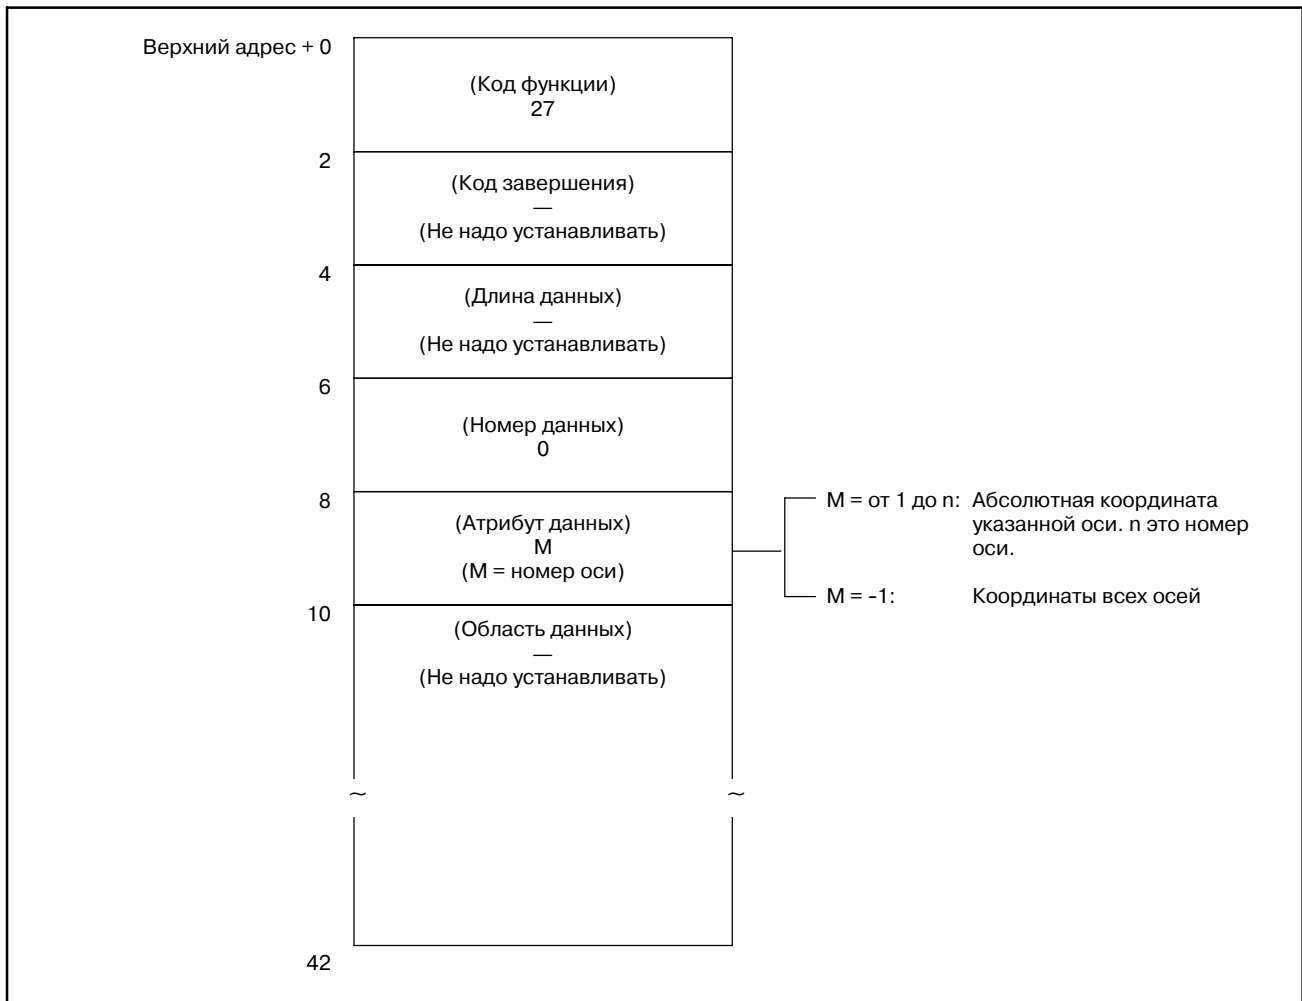 Верхний адрес + 0
(Код функции)
27
2
(Код завершения)
—
(Не надо устанавливать)
4
(Длина данных)
—
(Не надо устанавливать)
6
(Номер данных)
0
8
(Атрибут данных)
M
(M = номер оси)
M = от 1 до n: Абсолютная координата
указанной оси. n это номер
оси.
M = -1: Координаты всех осей
10
(Область данных)
—
(Не надо устанавливать)
~ ~
42